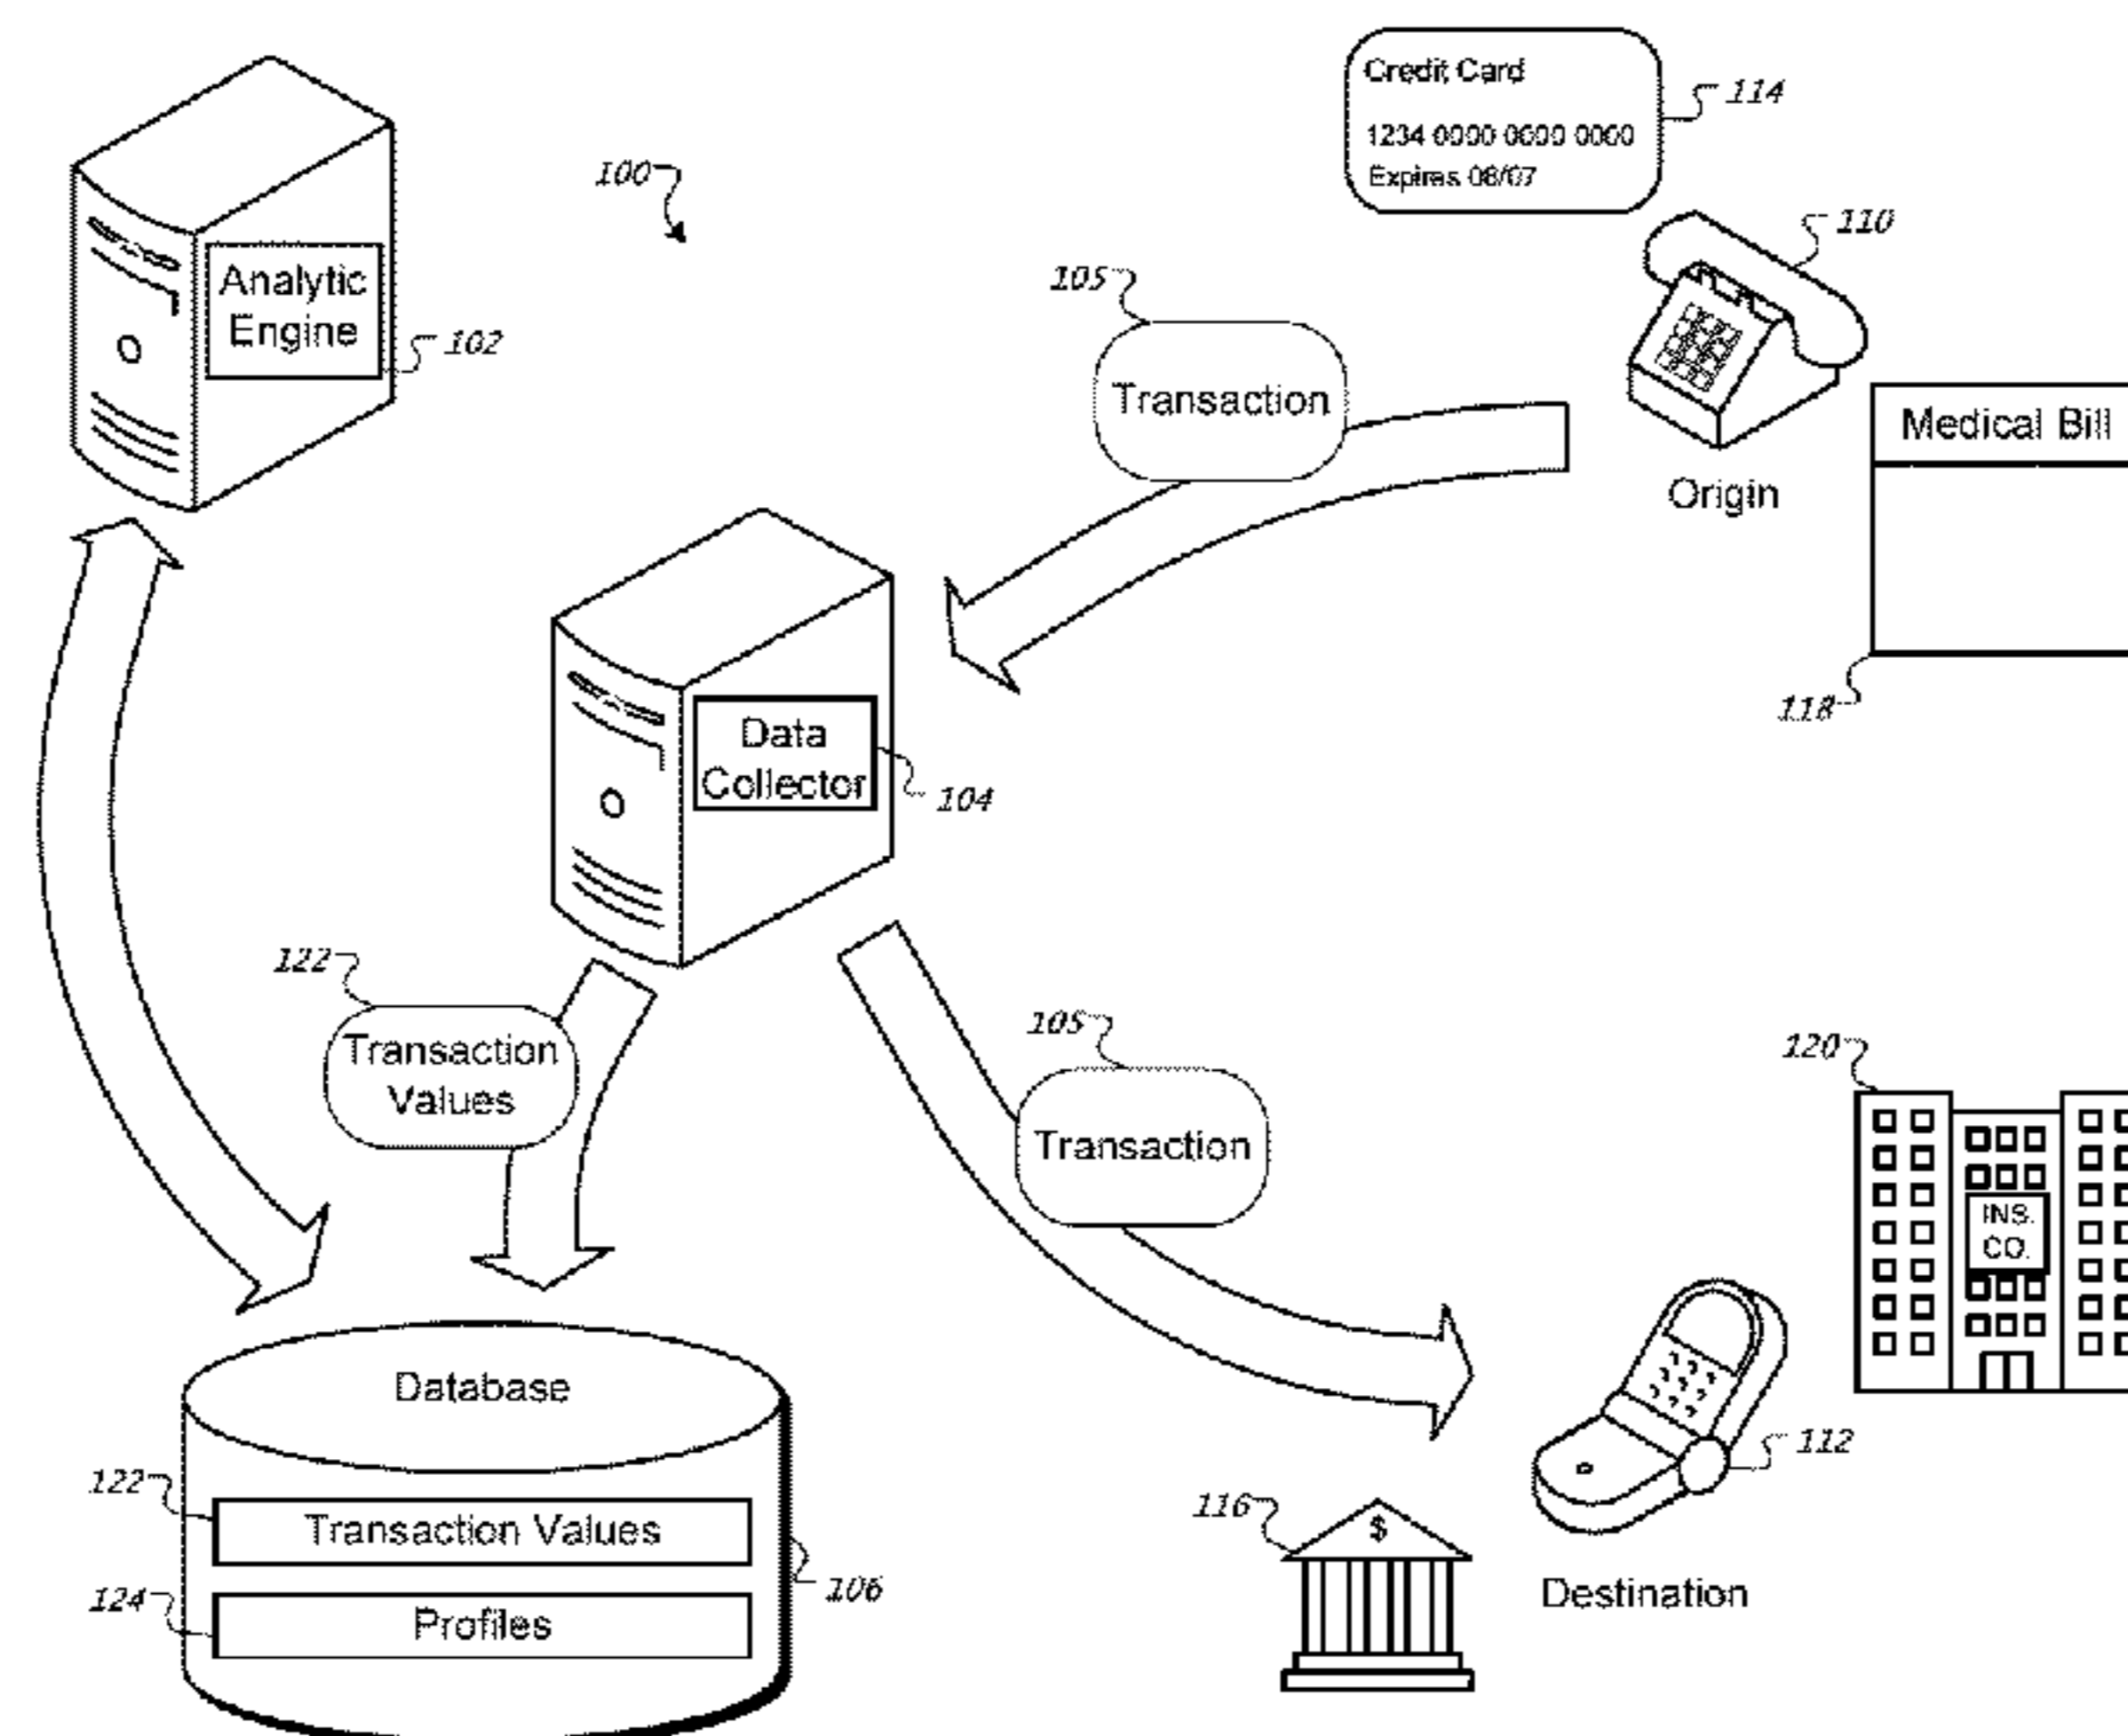 Credit Card
114
1234 0000 0000 0000
Expires 08/07
100
110
105
Analytic
Engine
102
Transaction
Medical Bill
Origin
118
Data
Collector
104
122
105
120
Transaction
Values
Transaction
INS.
CO.
Database
112
116
$
122
Transaction Values
106
Destination
124
Profiles